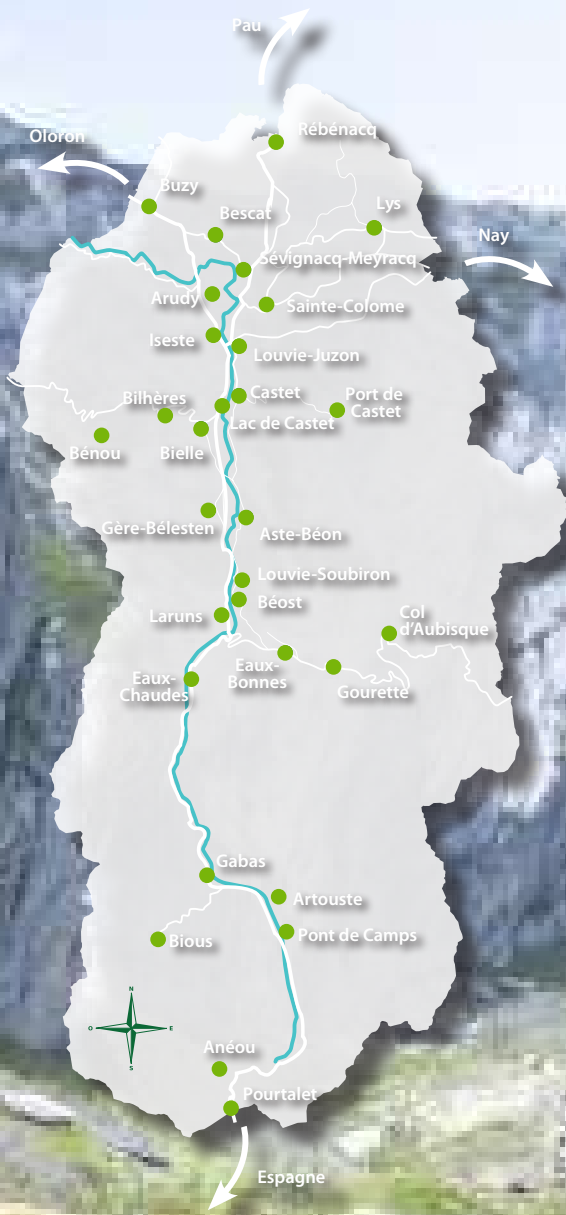 Pau
Rébénacq
Oloron
Buzy
Lys
Bescat
Nay
Sévignacq-Meyracq
Arudy
Sainte-Colome
Iseste
Louvie-Juzon
Castet
Port de
Castet
Bilhères
Lac de Castet
Bénou
Bielle
Gère-Bélesten
Aste-Béon
Louvie-Soubiron
Béost
Laruns
Col
d'Aubisque
Eaux-
Bonnes
Eaux-
Chaudes
Gourette
Gabas
Artouste
Pont de Camps
Bious
N
O
E
S
Anéou
Pourtalet
Espagne